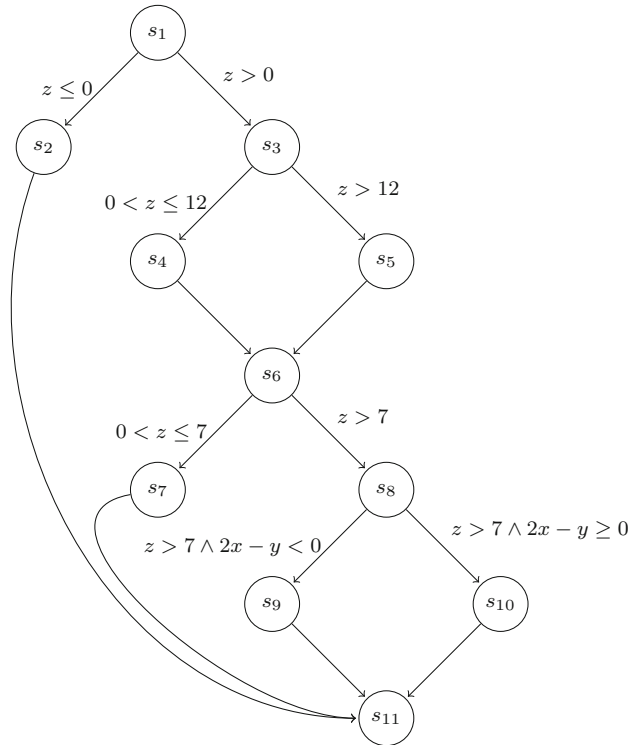 s₁
z ≤ 0
z > 0
s₂
s₃
0 < z ≤ 12
z > 12
s₄
s₅
s₆
0 < z ≤ 7
z > 7
s₇
s₈
z > 7 ∧ 2x − y < 0
z > 7 ∧ 2x − y ≥ 0
s₉
s₁₀
s₁₁